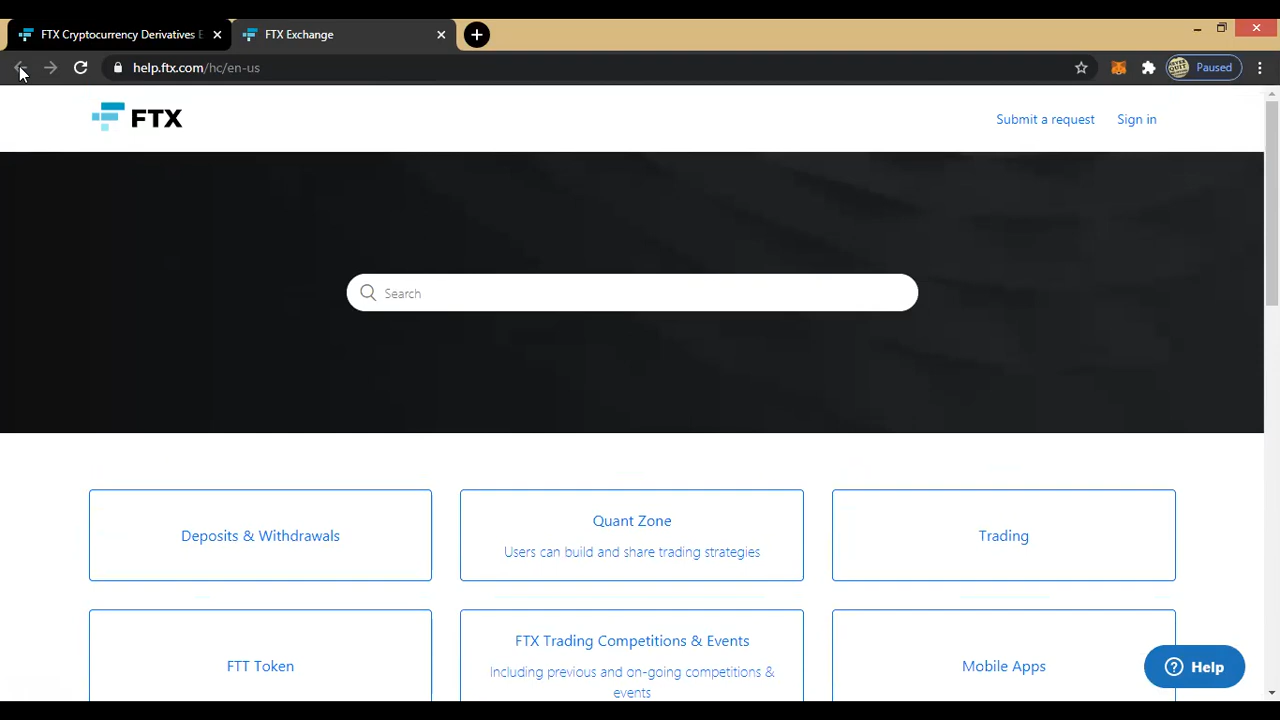 FTX Cryptocurrency Derivatives E
FTX Exchange
help.ftx.com/hc/en-us
Paused
FTX
Submit a request
Sign in
Search
Deposits & Withdrawals
Quant Zone
Users can build and share trading strategies
Trading
FTT Token
FTX Trading Competitions & Events
Including previous and on-going competitions &
events
Mobile Apps
Help